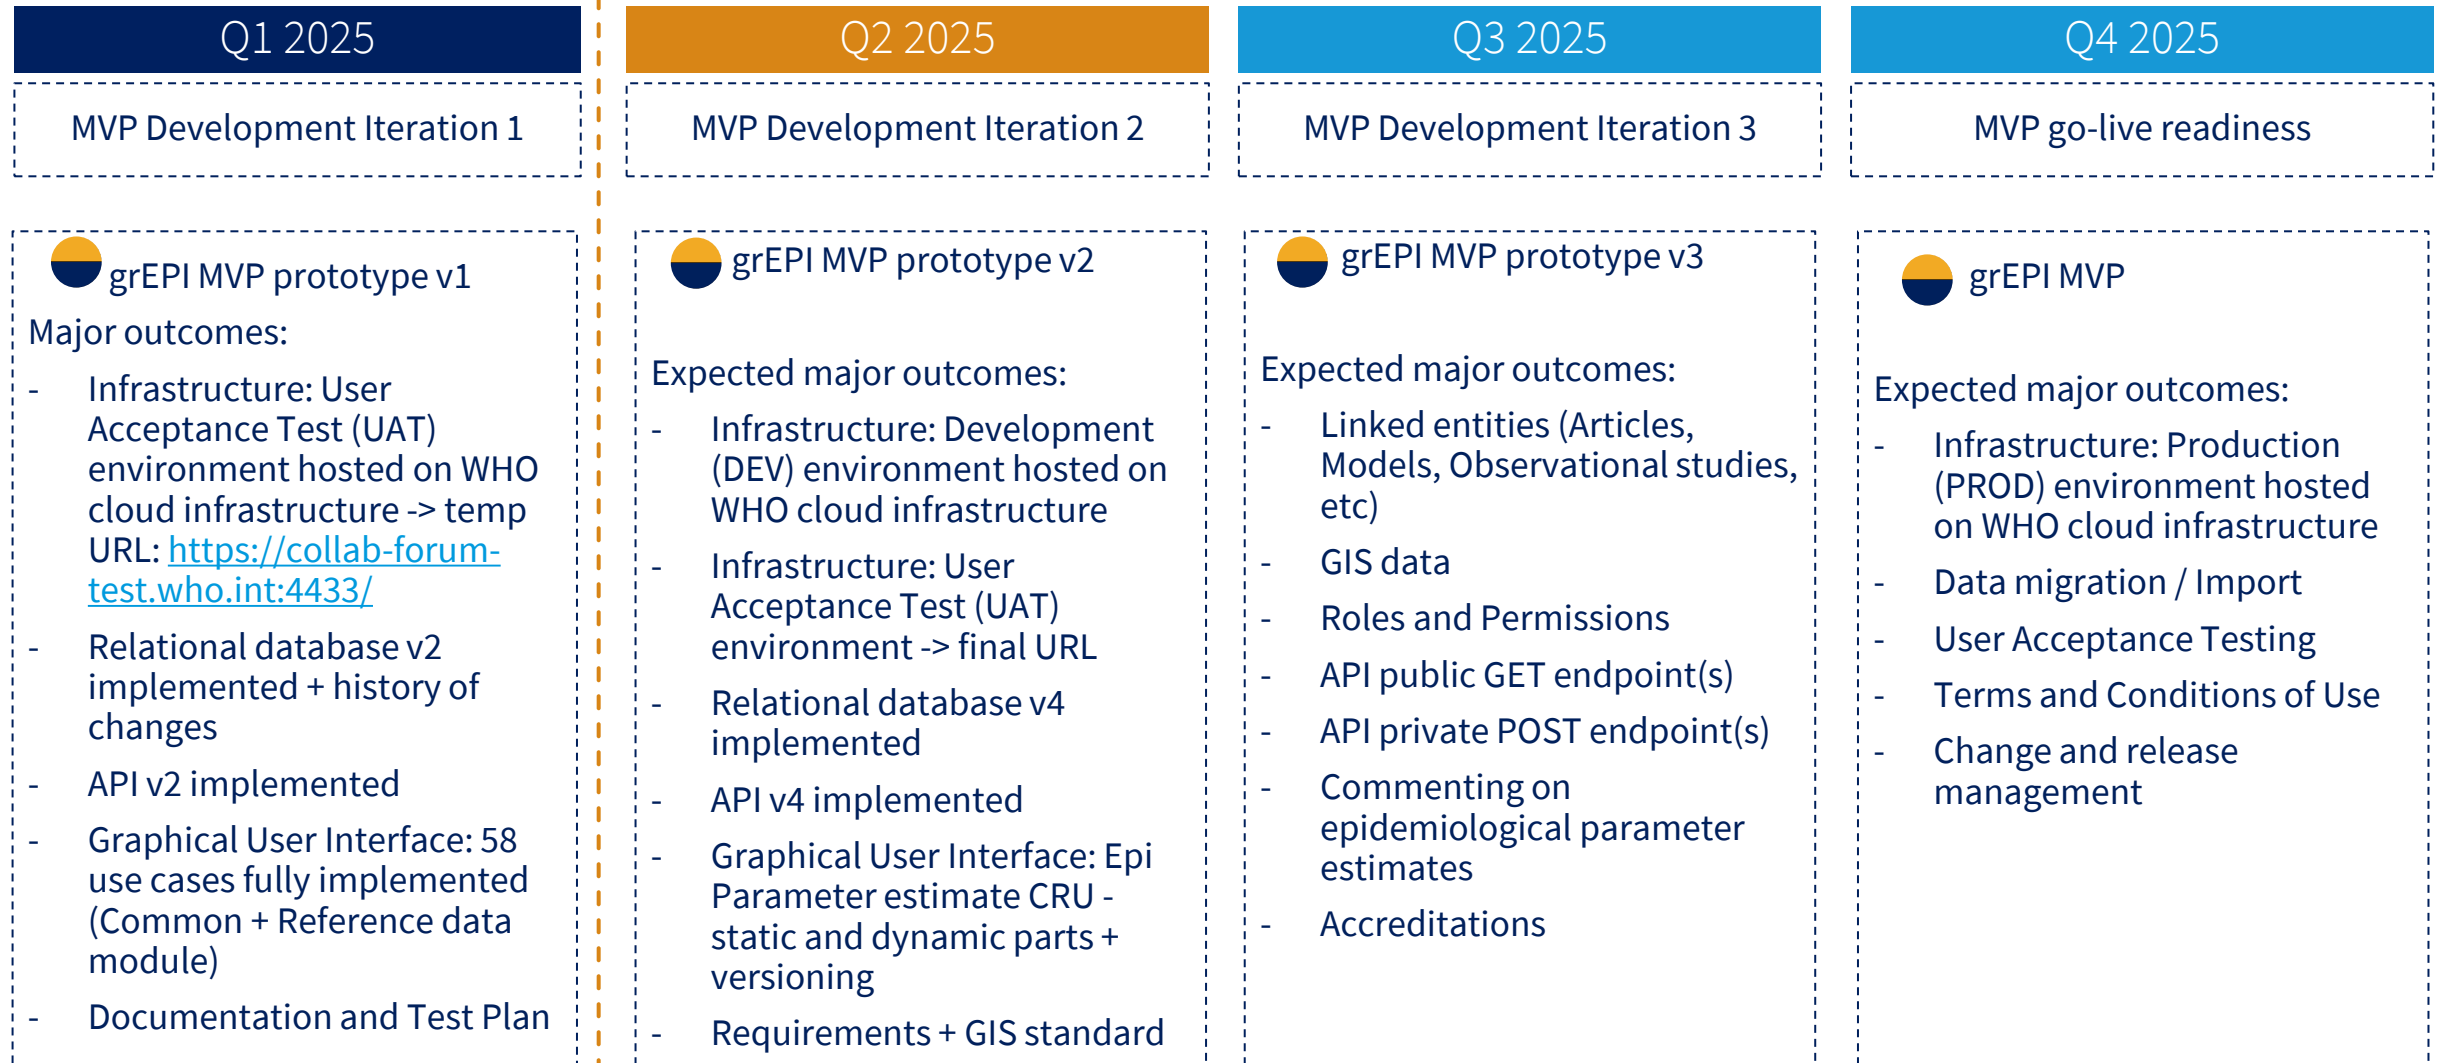 Q1 2025
MVP Development Iteration 1
grEPI MVP prototype v1
Major outcomes:
- Infrastructure: User
Acceptance Test (UAT)
environment hosted on WHO
cloud infrastructure -> temp
URL: https://collab-forum-
test.who.int:4433/
- Relational database v2
implemented + history of
changes
- API v2 implemented
- Graphical User Interface: 58
use cases fully implemented
(Common + Reference data
module)
- Documentation and Test Plan
Q2 2025
MVP Development Iteration 2
grEPI MVP prototype v2
Expected major outcomes:
- Infrastructure: Development
(DEV) environment hosted on
WHO cloud infrastructure
- Infrastructure: User
Acceptance Test (UAT)
environment -> final URL
- Relational database v4
implemented
- API v4 implemented
- Graphical User Interface: Epi
Parameter estimate CRU -
static and dynamic parts +
versioning
- Requirements + GIS standard
Q3 2025
MVP Development Iteration 3
grEPI MVP prototype v3
Expected major outcomes:
- Linked entities (Articles,
Models, Observational studies,
etc)
- GIS data
- Roles and Permissions
- API public GET endpoint(s)
- API private POST endpoint(s)
- Commenting on
epidemiological parameter
estimates
- Accreditations
Q4 2025
MVP go-live readiness
grEPI MVP
Expected major outcomes:
- Infrastructure: Production
(PROD) environment hosted
on WHO cloud infrastructure
- Data migration / Import
- User Acceptance Testing
- Terms and Conditions of Use
- Change and release
management